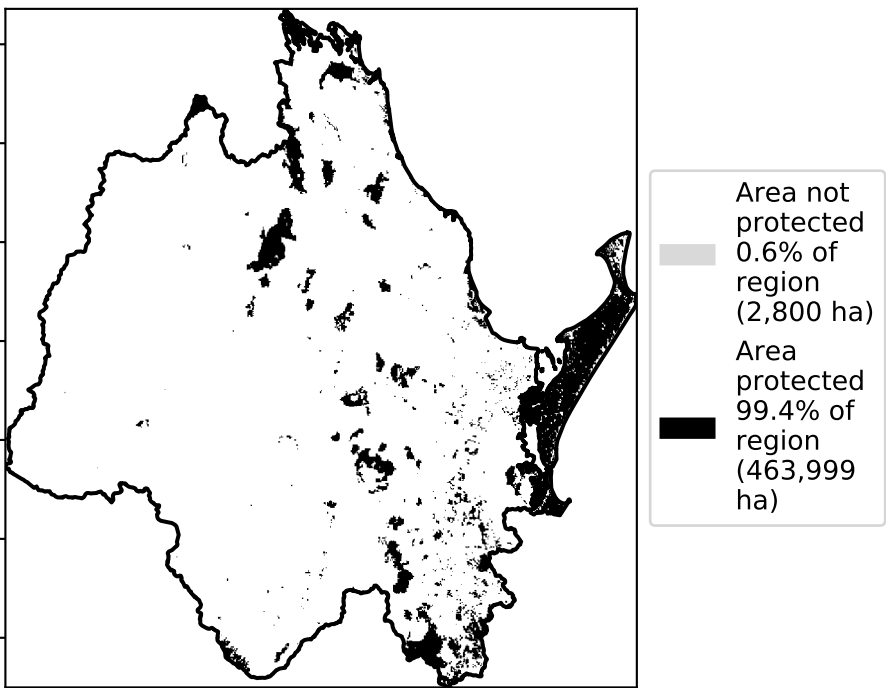 Area not
protected
0.6% of
region
(2,800 ha)
Area
protected
99.4% of
region
(463,999
ha)